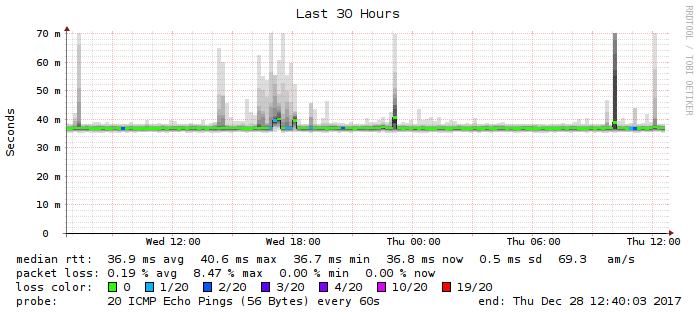 Last 30 Hours
RRDTOOL / TOBI OETIKER
Seconds
70 m
60 m
50 m
40 m
30 m
20 m
10 m
0
Wed 12:00 Wed 18:00 Thu 00:00 Thu 06:00 Thu 12:00
median rtt: 36.9 ms avg 40.6 ms max 36.7 ms min 36.8 ms now 0.5 ms sd 69.3 am/s
packet loss: 0.19 % avg 8.47 % max 0.00 % min 0.00 % now
loss color: 0 1/20 2/20 3/20 4/20 10/20 19/20
probe: 20 ICMP Echo Pings (56 Bytes) every 60s end: Thu Dec 28 12:40:03 2017